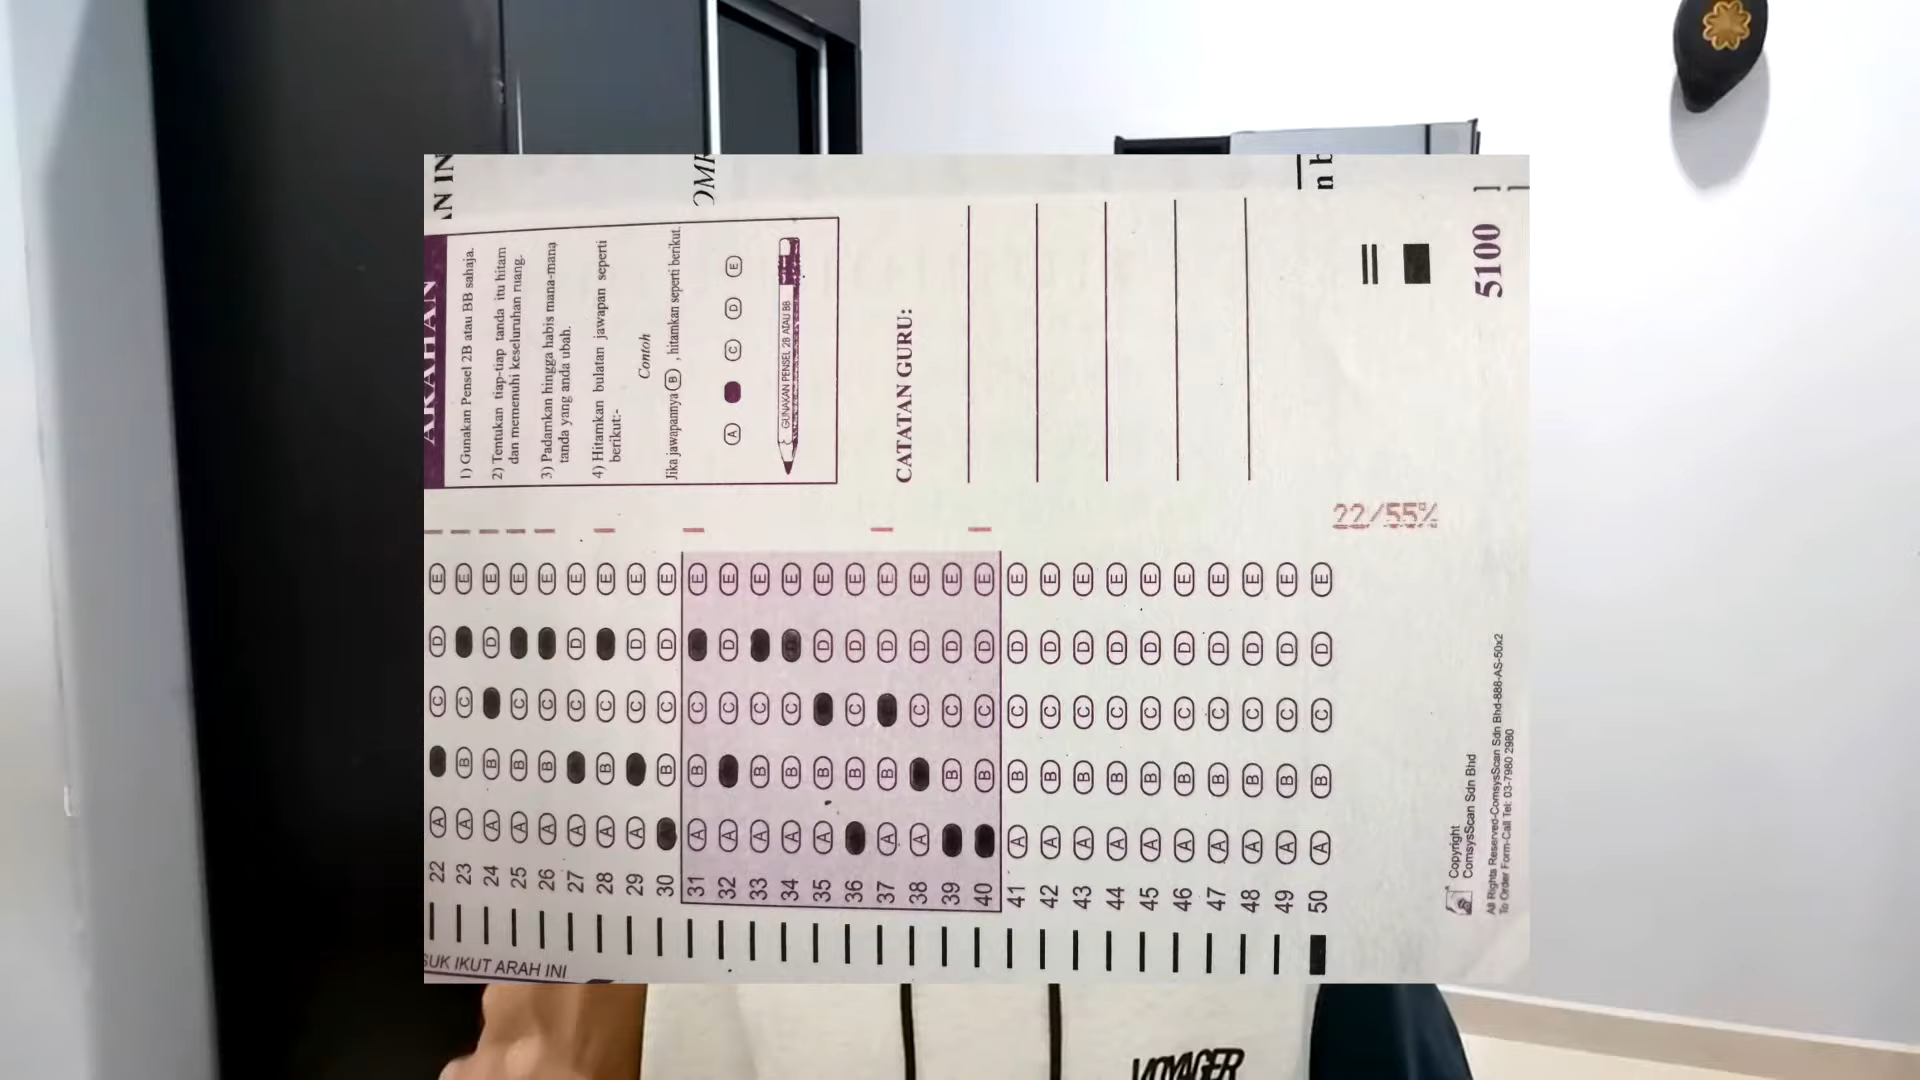 ARAHAN
1) Gunakan Pensel 2B atau BB sahaja.
2) Tentukan tiap-tiap tanda itu hitam
dan memenuhi keseluruhan ruang.
3) Padamkan hingga habis mana-mana
tanda yang anda ubah.
4) Hitamkan bulatan jawapan seperti
berikut:-
Contoh
Jika jawapannya B , hitamkan seperti berikut.
A C D E
GUNAKAN PENSEL 2B ATAU BB
CATATAN GURU:
22 A C D E
23 A B C E
24 A B D E
25 A B C E
26 A B C E
27 A C D E
28 A B C E
29 A C D E
30 B C D E
31 A B C E
32 A C D E
33 A B C E
34 A B C D E
35 A B D E
36 B C D E
37 A B D E
38 A C D E
39 B C D E
40 B C D E
41 A B C D E
42 A B C D E
43 A B C D E
44 A B C D E
45 A B C D E
46 A B C D E
47 A B C D E
48 A B C D E
49 A B C D E
50 A B C D E
22/55%
5100
IKUT ARAH INI
Copyright
ComsysScan Sdn Bhd
All Rights Reserved-ComsysScan Sdn Bhd-888-AS-50x2
To Order Form-Call Tel: 03-7980 2980
VOYAGER